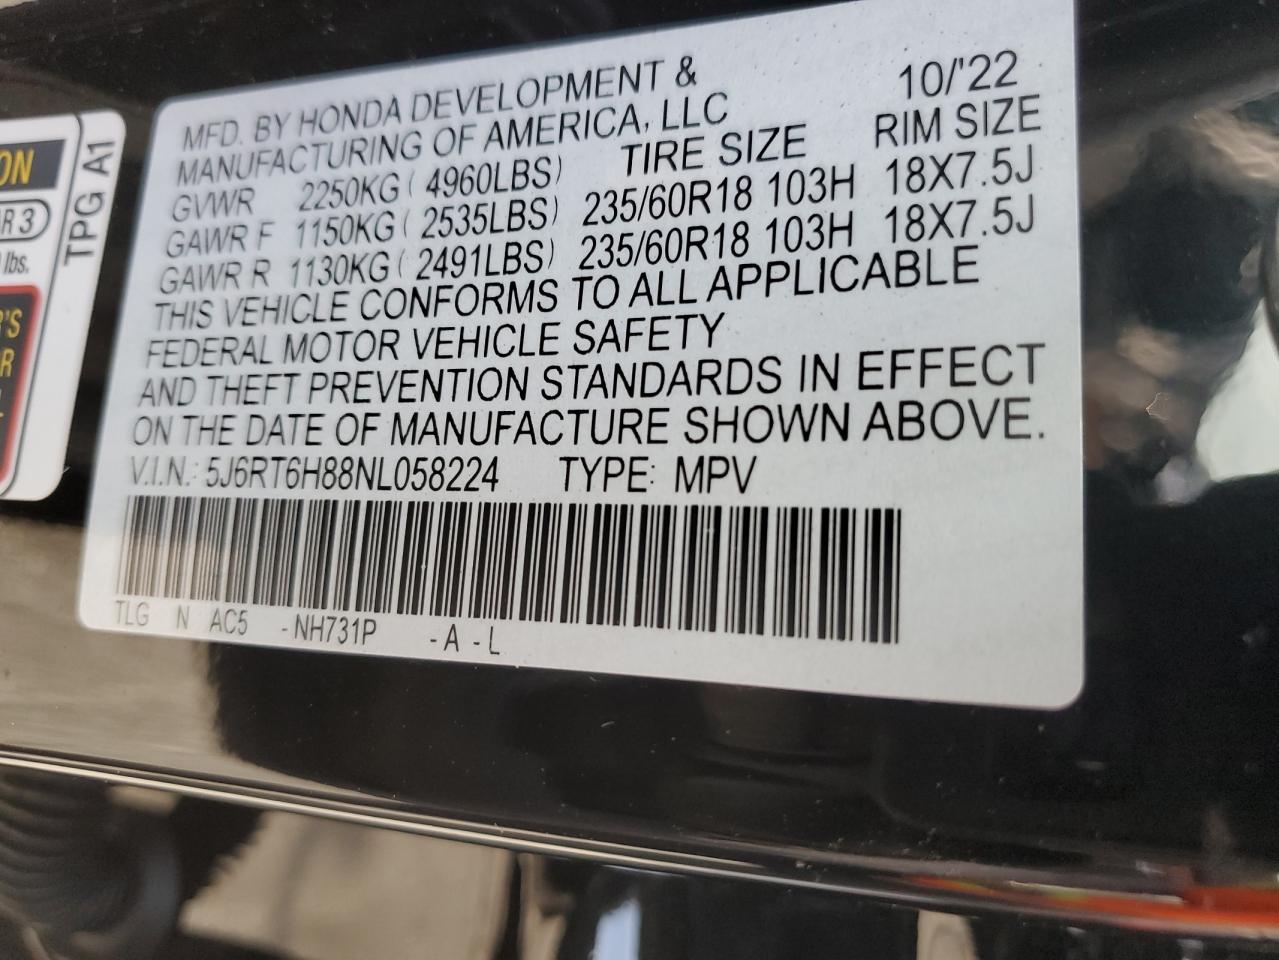 ON
R 3
lbs.
'S
R
TPG A1
MFD. BY HONDA DEVELOPMENT & 10/'22
MANUFACTURING OF AMERICA, LLC
GVWR 2250KG ( 4960LBS) TIRE SIZE RIM SIZE
GAWR F 1150KG ( 2535LBS) 235/60R18 103H 18X7.5J
GAWR R 1130KG ( 2491LBS) 235/60R18 103H 18X7.5J
THIS VEHICLE CONFORMS TO ALL APPLICABLE
FEDERAL MOTOR VEHICLE SAFETY
AND THEFT PREVENTION STANDARDS IN EFFECT
ON THE DATE OF MANUFACTURE SHOWN ABOVE.
V.I.N.: 5J6RT6H88NL058224 TYPE: MPV
TLG N AC5 -NH731P -A -L